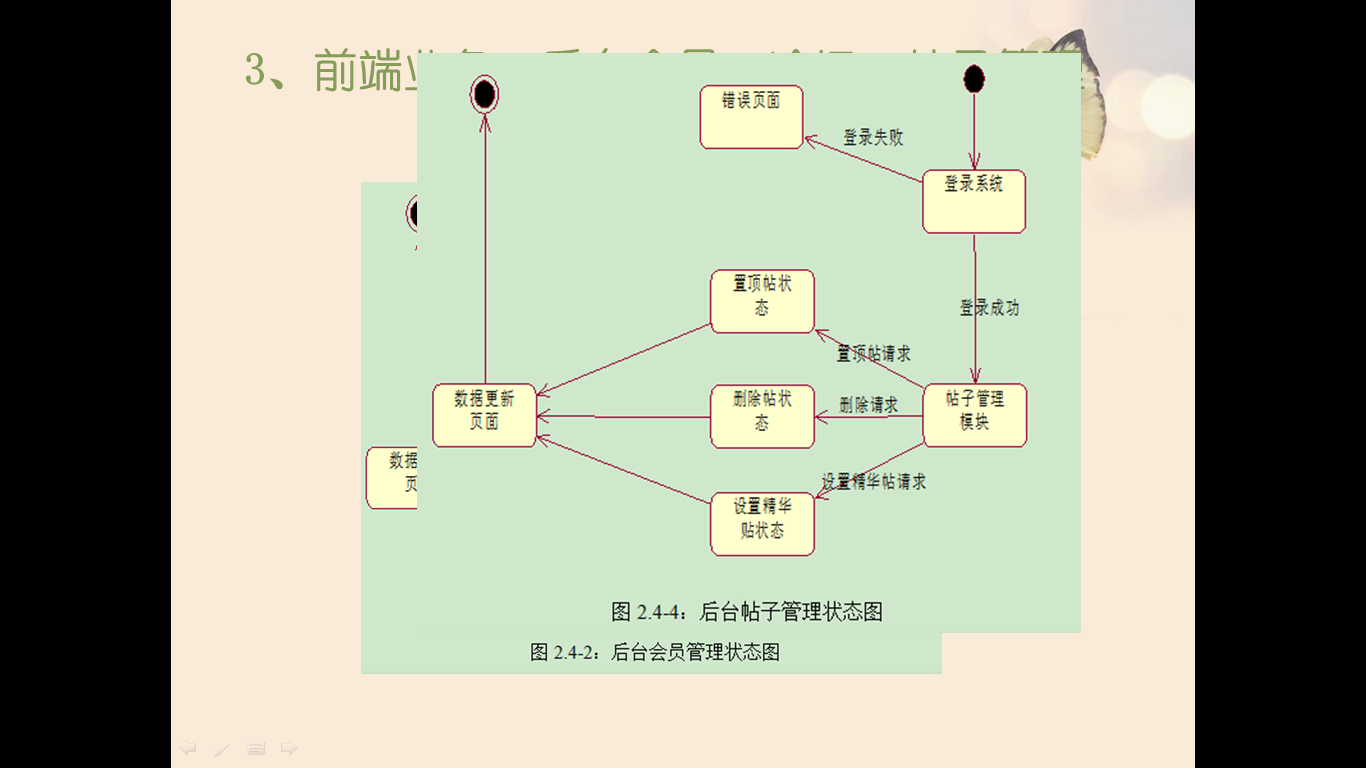 3、前端
错误页面
登录失败
登录系统
登录成功
置顶帖状
态
置顶帖请求
数据更新
页面
删除帖状
态
删除请求
帖子管理
模块
设置精华帖请求
设置精华
贴状态
数据
页
图 2.4-4：后台帖子管理状态图
图 2.4-2：后台会员管理状态图